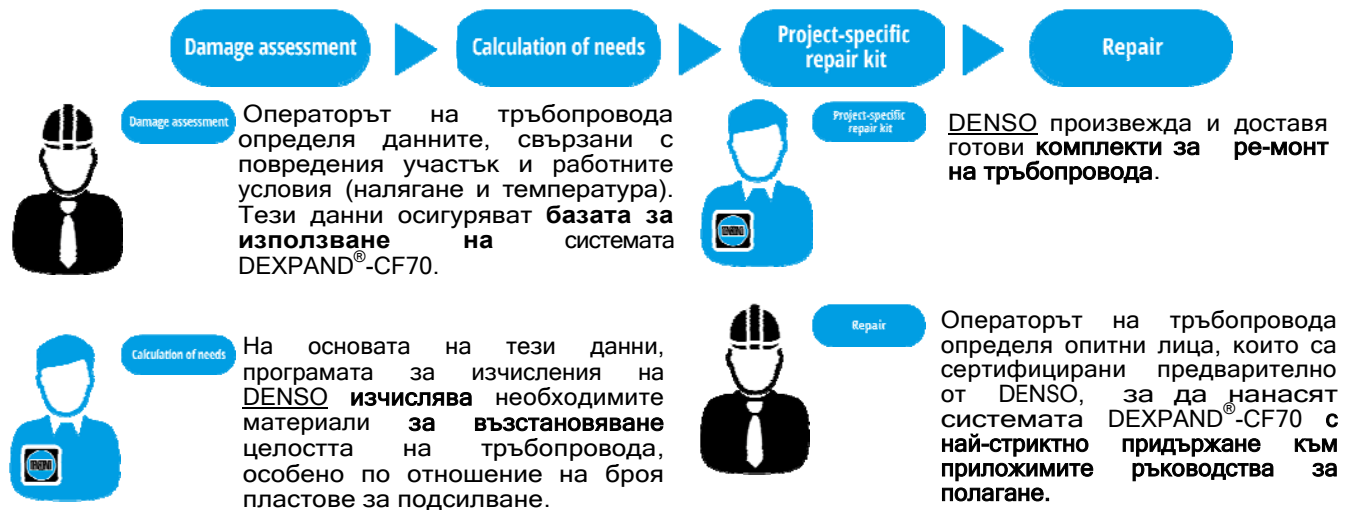 Damage assessment
Calculation of needs
Project-specific
repair kit
Repair
Damage assessment
Операторът на тръбопровода
определя данните, свързани с
повредения участък и работните
условия (налягане и температура).
Тези данни осигуряват базата за
използване на системата
DEXPAND®-CF70.
Project-specific
repair kit
DENSO произвежда и доставя
готови комплекти за ре-монт
на тръбопровода.
Calculation of needs
На основата на тези данни,
програмата за изчисления на
DENSO изчислява необходимите
материали за възстановяване
целостта на тръбопровода,
особено по отношение на броя
пластове за подсилване.
Repair
Операторът на тръбопровода
определя опитни лица, които са
сертифицирани предварително
от DENSO, за да нанасят
системата DEXPAND®-CF70 с
най-стриктно придържане към
приложимите ръководства за
полагане.